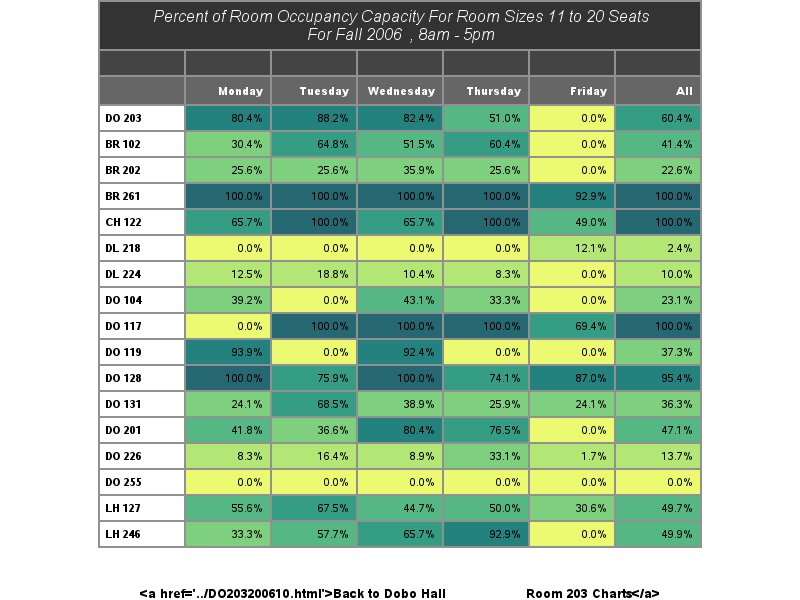 Percent of Room Occupancy Capacity For Room Sizes 11 to 20 Seats
For Fall 2006 , 8am - 5pm
Monday Tuesday Wednesday Thursday Friday All
DO 203 80.4% 88.2% 82.4% 51.0% 0.0% 60.4%
BR 102 30.4% 64.8% 51.5% 60.4% 0.0% 41.4%
BR 202 25.6% 25.6% 35.9% 25.6% 0.0% 22.6%
BR 261 100.0% 100.0% 100.0% 100.0% 92.9% 100.0%
CH 122 65.7% 100.0% 65.7% 100.0% 49.0% 100.0%
DL 218 0.0% 0.0% 0.0% 0.0% 12.1% 2.4%
DL 224 12.5% 18.8% 10.4% 8.3% 0.0% 10.0%
DO 104 39.2% 0.0% 43.1% 33.3% 0.0% 23.1%
DO 117 0.0% 100.0% 100.0% 100.0% 69.4% 100.0%
DO 119 93.9% 0.0% 92.4% 0.0% 0.0% 37.3%
DO 128 100.0% 75.9% 100.0% 74.1% 87.0% 95.4%
DO 131 24.1% 68.5% 38.9% 25.9% 24.1% 36.3%
DO 201 41.8% 36.6% 80.4% 76.5% 0.0% 47.1%
DO 226 8.3% 16.4% 8.9% 33.1% 1.7% 13.7%
DO 255 0.0% 0.0% 0.0% 0.0% 0.0% 0.0%
LH 127 55.6% 67.5% 44.7% 50.0% 30.6% 49.7%
LH 246 33.3% 57.7% 65.7% 92.9% 0.0% 49.9%
<a href='../DO203200610.html'>Back to Dobo Hall Room 203 Charts</a>